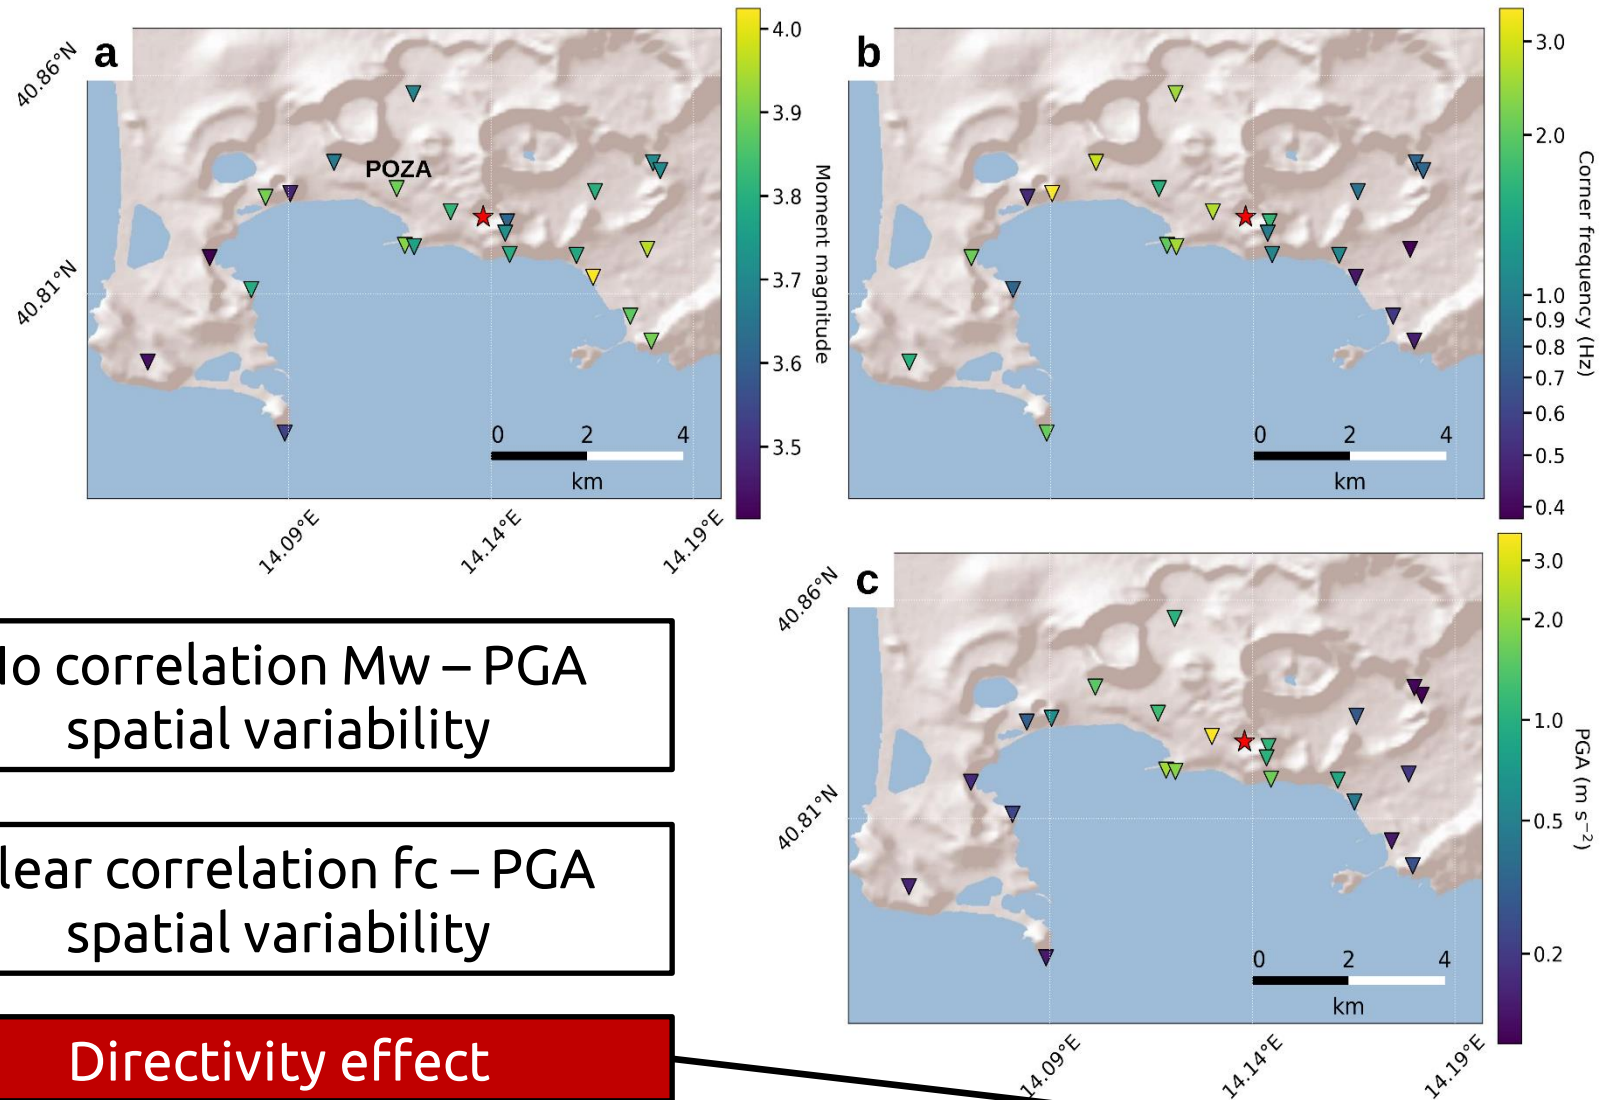 a
40.86°N
40.81°N
14.09°E
14.14°E
14.19°E
POZA
0 2 4
km
4.0
3.9
3.8
3.7
3.6
3.5
Moment magnitude
b
0 2 4
km
3.0
2.0
1.0
0.9
0.8
0.7
0.6
0.5
0.4
Corner frequency (Hz)
c
40.86°N
40.81°N
14.09°E
14.14°E
14.19°E
0 2 4
km
3.0
2.0
1.0
0.5
0.2
PGA (m s⁻²)
o correlation Mw – PGA
spatial variability
lear correlation fc – PGA
spatial variability
Directivity effect